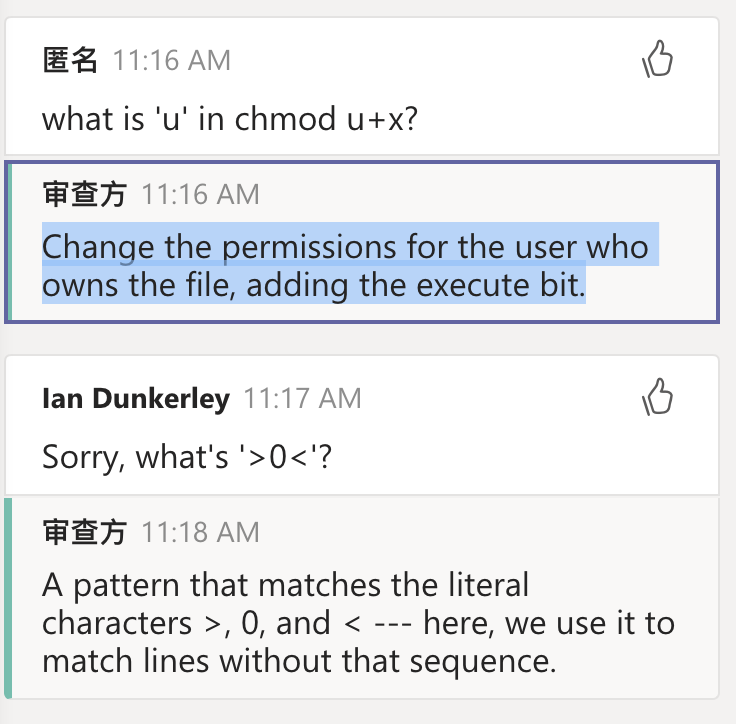 匿名 11:16 AM
what is 'u' in chmod u+x?
审查方 11:16 AM
Change the permissions for the user who
owns the file, adding the execute bit.
Ian Dunkerley 11:17 AM
Sorry, what's '>0<'?
审查方 11:18 AM
A pattern that matches the literal
characters >, 0, and < --- here, we use it to
match lines without that sequence.